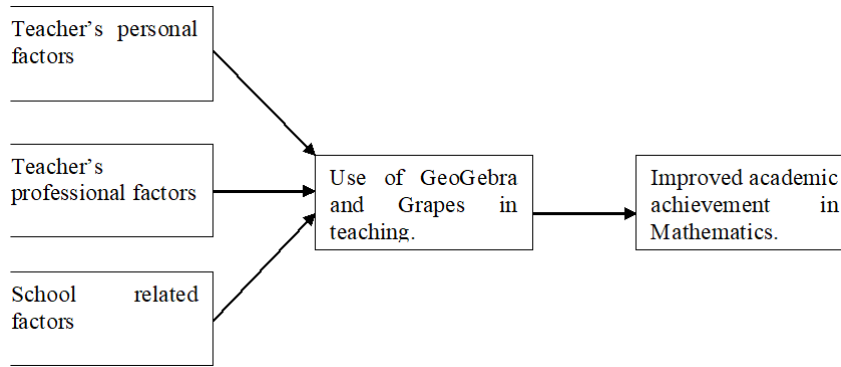 Teacher's personal
factors
Teacher's
professional factors
Use of GeoGebra
and Grapes in
teaching.
Improved academic
achievement in
Mathematics.
School related
factors